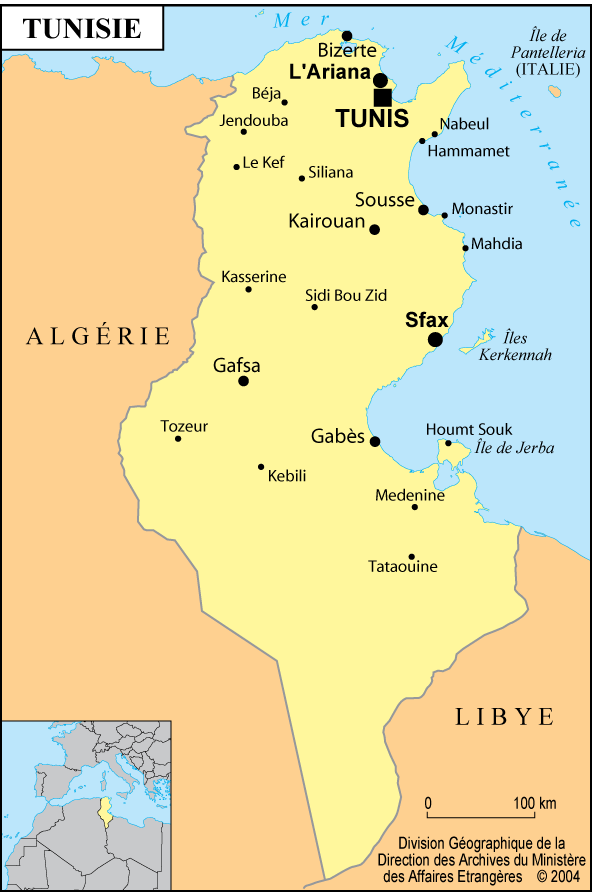 TUNISIE
Mer
Méditerranée
Île de
Pantelleria
(ITALIE)
Bizerte
L'Ariana
TUNIS
Béja
Jendouba
Nabeul
Hammamet
Le Kef
Siliana
Sousse
Monastir
Kairouan
Mahdia
Kasserine
Sidi Bou Zid
Sfax
ALGÉRIE
Îles
Kerkennah
Gafsa
Tozeur
Gabès
Houmt Souk
Île de Jerba
Kebili
Medenine
Tataouine
LIBYE
0 100 km
Division Géographique de la
Direction des Archives du Ministère
des Affaires Etrangères © 2004